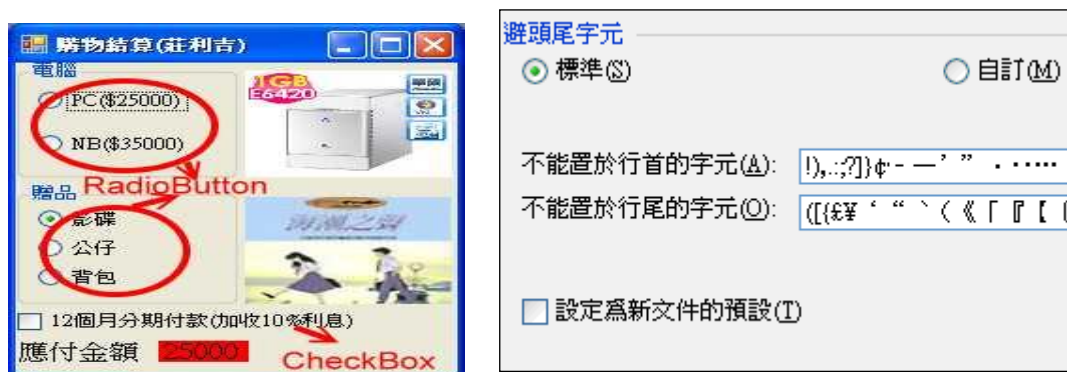 購物結算(莊利吉)
電腦
PC($25000)
NB($35000)
1GB
E6420
RadioButton
贈品
影碟
公仔
背包
12個月分期付款(加收10%利息)
應付金額 25000
CheckBox
避頭尾字元
標準(S) 自訂(M)
不能置於行首的字元(A): !),.:;?]}¢·-—’”
不能置於行尾的字元(O): ([{£¥‘“‵〈《「『【
設定為新文件的預設(T)